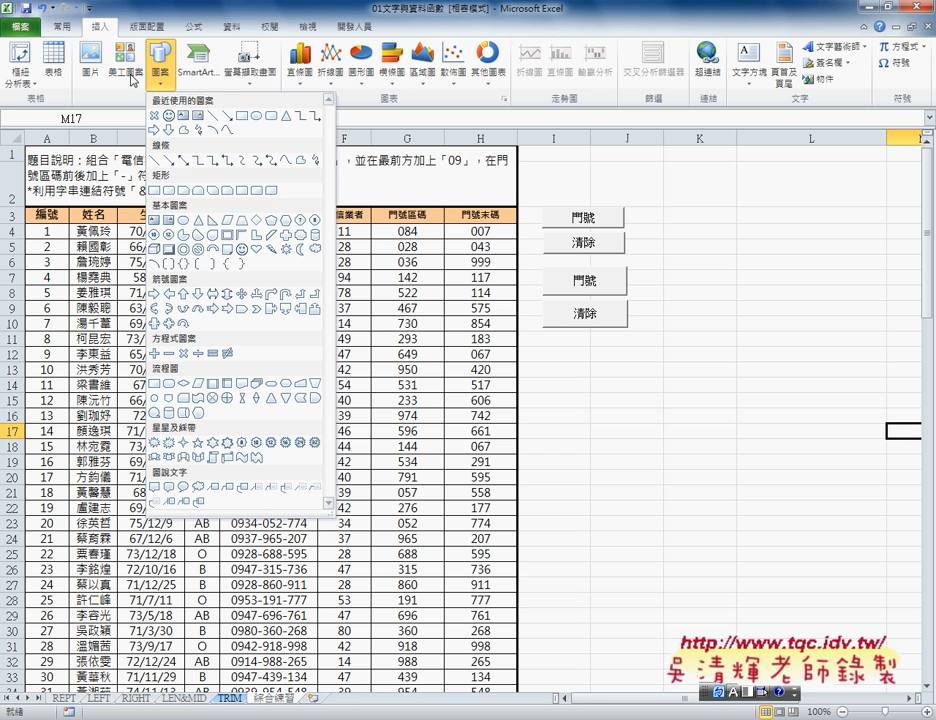 01文字與資料函數 [相容模式] - Microsoft Excel
檔案 常用 插入 版面配置 公式 資料 校閱 檢視 開發人員
樞紐分析表 表格 圖片 美工圖案 圖案 SmartArt... 螢幕擷取畫面 直條圖 折線圖 圓形圖 橫條圖 區域圖 散佈圖 其他圖表 折線圖 直條圖 輸贏分析 交叉分析篩選器 超連結 文字方塊 頁首及頁尾 文字藝術師 簽名欄 物件 方程式 符號
表格 圖表 走勢圖 篩選 連結 文字 符號
M17
最近使用的圖案
線條
矩形
基本圖案
箭號圖案
方程式圖案
流程圖
星星及綵帶
圖說文字
A B F G H I J K L
題目說明：組合「電信 」，並在最前方加上「09」，在門
號區碼前後加上「-」符
*利用字串連結符號「&
編號 姓名 信業者 門號區碼 門號末碼
1 黃佩玲 70/ 11 084 007
2 賴國彰 66/ 28 028 043
3 詹琬婷 75/ 28 036 999
4 楊堯典 58 94 142 117
5 姜雅琪 71/ 78 522 114
6 陳毅聰 63/ 37 467 575
7 湯千葦 70/ 14 730 854
8 柯昆宏 73/ 49 293 183
9 李東益 65/ 47 649 067
10 洪秀芳 70/ 42 950 420
11 梁書維 67/ 54 531 517
12 陳沅竹 66/ 40 233 606
13 劉珈妤 70/ 39 974 742
14 顏逸琪 71/ 46 596 661
15 林宛霓 73/ 44 144 067
16 郭雅芬 73/ 42 534 291
17 方鈞儀 71/ 40 791 595
18 黃馨慧 68 39 057 558
19 盧建志 69/ 42 276 177
20 徐英哲 75/12/9 AB 0934-052-774 34 052 774
21 蔡育霖 67/12/6 AB 0937-965-207 37 965 207
22 粟春瑾 73/12/18 O 0928-688-595 28 688 595
23 李銘煌 72/10/16 B 0947-315-736 47 315 736
24 蔡以真 71/12/25 B 0928-860-911 28 860 911
25 許仁峰 71/7/11 O 0953-191-777 53 191 777
26 李容光 73/5/18 AB 0947-696-761 47 696 761
27 吳政穎 71/3/30 B 0980-360-268 80 360 268
28 溫媚茜 73/9/17 O 0942-918-998 42 918 998
29 張依雯 72/12/24 AB 0914-988-265 14 988 265
30 黃華秋 71/11/29 B 0947-439-134 47 439 134
門號
清除
門號
清除
http://www.tqc.idv.tw/
吳清輝老師錄製
REPT LEFT RIGHT LEN&MID TRIM 綜合練習
就緒 100%